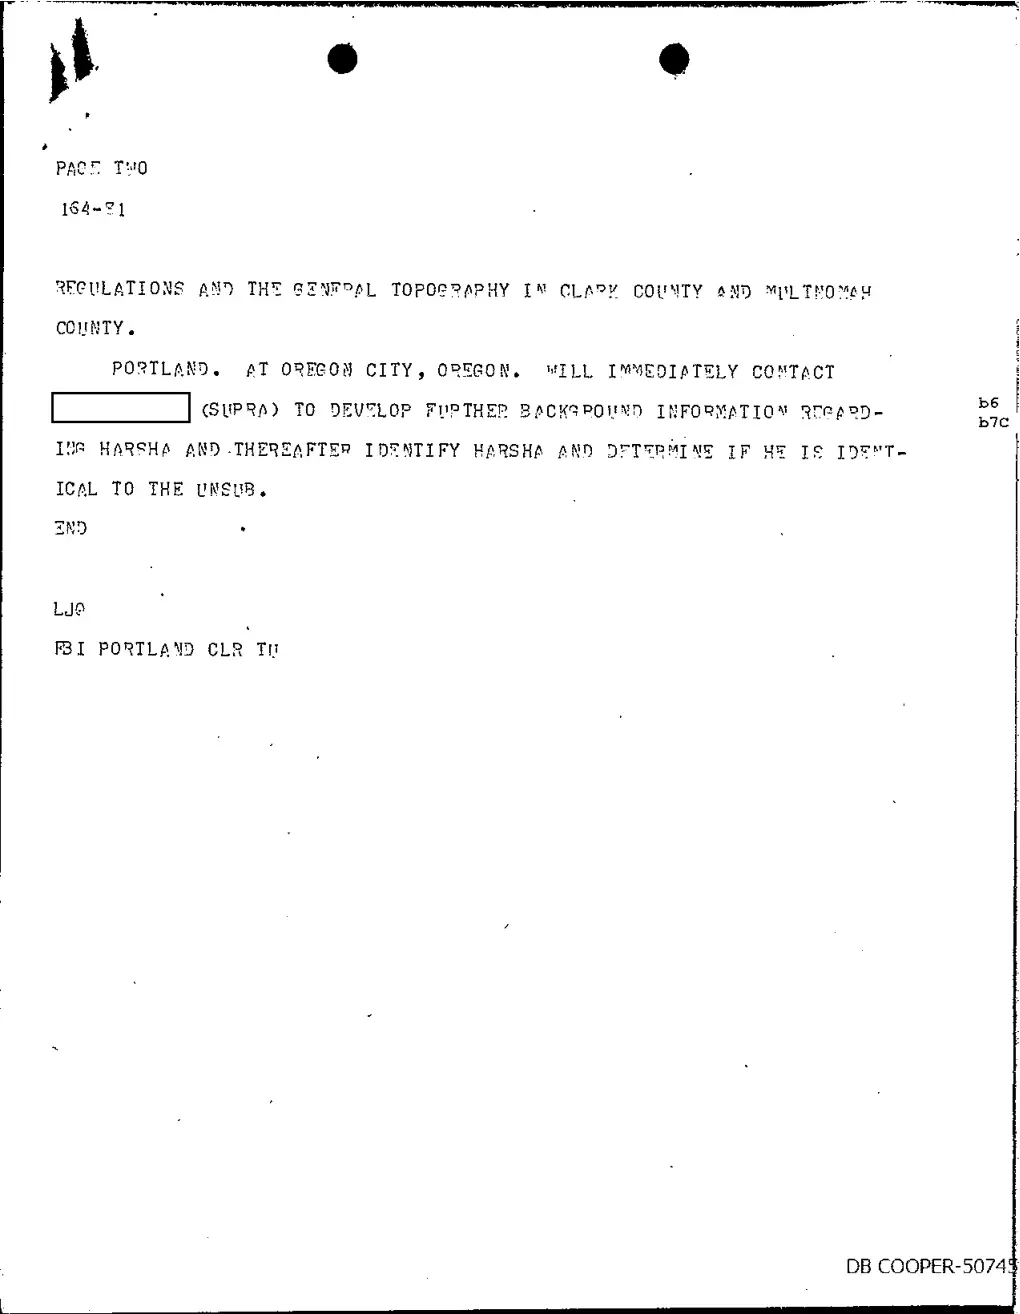 PAGE TWO
164-81
REGULATIONS AND THE GENERAL TOPOGRAPHY IN CLARK COUNTY AND MULTNOMAH
COUNTY.
PORTLAND. AT OREGON CITY, OREGON. WILL IMMEDIATELY CONTACT
(SUPRA) TO DEVELOP FURTHER BACKGROUND INFORMATION REGARD-
ING HARSHA AND THEREAFTER IDENTIFY HARSHA AND DETERMINE IF HE IS IDENT-
ICAL TO THE UNSUB.
END
LJG
FBI PORTLAND CLR TU
b6
b7C
DB COOPER-50745